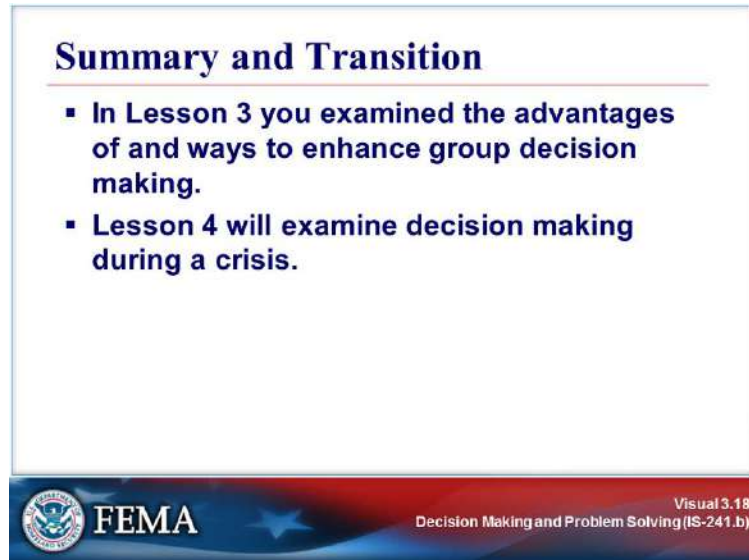 Summary and Transition
▪ In Lesson 3 you examined the advantages
of and ways to enhance group decision
making.
▪ Lesson 4 will examine decision making
during a crisis.
FEMA
Visual 3.18
Decision Making and Problem Solving (IS-241.b)